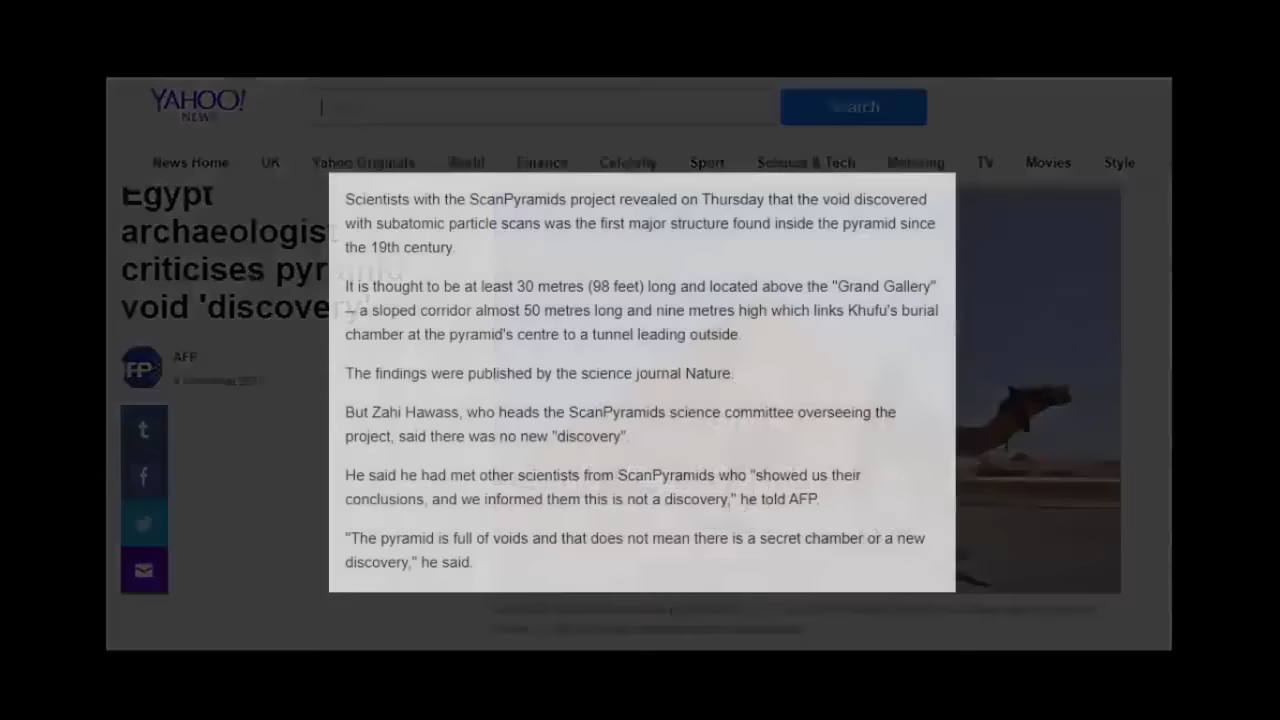 YAHOO!
NEWS
Search
News Home UK Yahoo Originals World Finance Celebrity Sport Science & Tech Motoring TV Movies Style
Egypt
archaeologist
criticises pyramid
void 'discovery'
AFP
Scientists with the ScanPyramids project revealed on Thursday that the void discovered
with subatomic particle scans was the first major structure found inside the pyramid since
the 19th century.
It is thought to be at least 30 metres (98 feet) long and located above the "Grand Gallery"
– a sloped corridor almost 50 metres long and nine metres high which links Khufu's burial
chamber at the pyramid's centre to a tunnel leading outside.
The findings were published by the science journal Nature.
But Zahi Hawass, who heads the ScanPyramids science committee overseeing the
project, said there was no new "discovery".
He said he had met other scientists from ScanPyramids who "showed us their
conclusions, and we informed them this is not a discovery," he told AFP.
"The pyramid is full of voids and that does not mean there is a secret chamber or a new
discovery," he said.